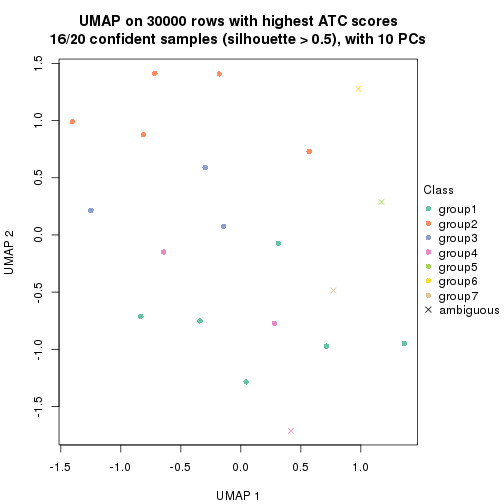 UMAP on 30000 rows with highest ATC scores
16/20 confident samples (silhouette > 0.5), with 10 PCs
1.5
1.0
0.5
0.0
-0.5
-1.0
-1.5
UMAP 2
-1.5
-1.0
-0.5
0.0
0.5
1.0
UMAP 1
Class
group1
group2
group3
group4
group5
group6
group7
ambiguous